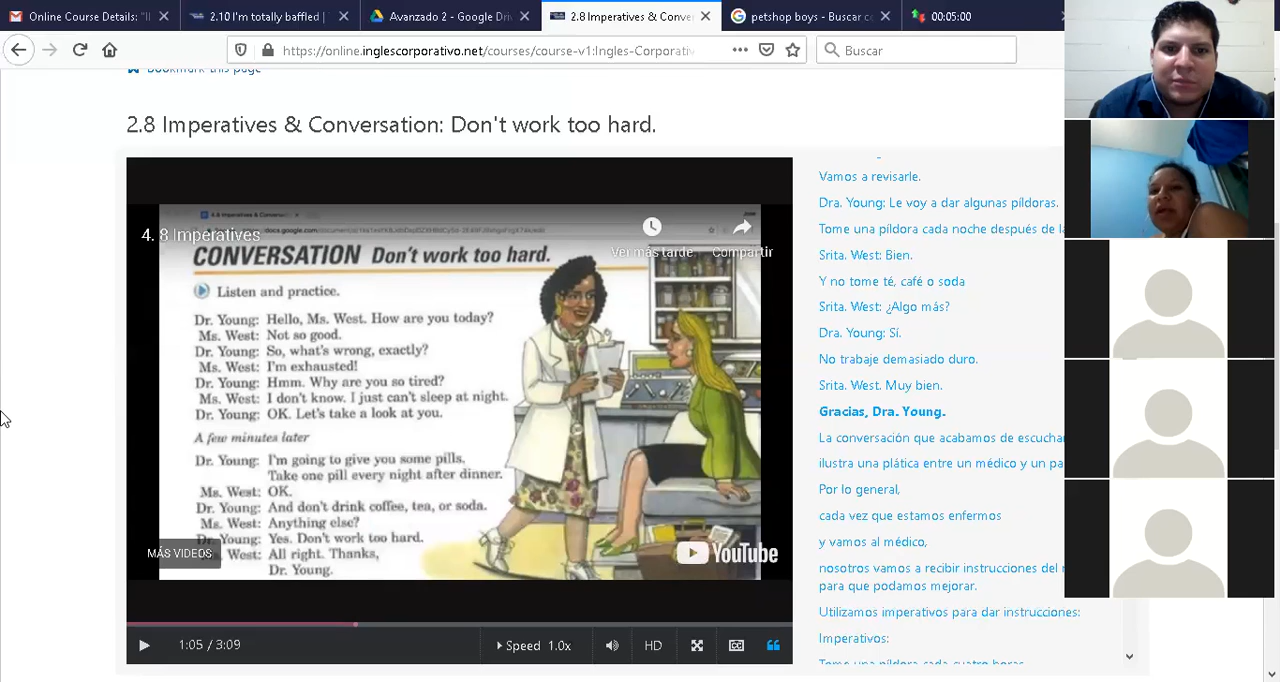 Online Course Details: "I
2.10 I'm totally baffled |
Avanzado 2 - Google Dri
2.8 Imperatives & Conver
petshop boys - Buscar c
00:05:00
https://online.inglescorporativo.net/courses/course-v1:Ingles-Corporativ
Buscar
Bookmark this page
2.8 Imperatives & Conversation: Don't work too hard.
4. 8 Imperatives
Ver más tarde
Compartir
CONVERSATION Don't work too hard.
Listen and practice.
Dr. Young: Hello, Ms. West. How are you today?
Ms. West: Not so good.
Dr. Young: So, what's wrong, exactly?
Ms. West: I'm exhausted!
Dr. Young: Hmm. Why are you so tired?
Ms. West: I don't know. I just can't sleep at night.
Dr. Young: OK. Let's take a look at you.
A few minutes later
Dr. Young: I'm going to give you some pills.
Take one pill every night after dinner.
Ms. West: OK.
Dr. Young: And don't drink coffee, tea, or soda.
Ms. West: Anything else?
Dr. Young: Yes. Don't work too hard.
West: All right. Thanks,
Dr. Young.
MÁS VIDEOS
YouTube
1:05 / 3:09
Speed 1.0x
HD
Vamos a revisarle.
Dra. Young: Le voy a dar algunas píldoras.
Tome una píldora cada noche después de la
Srita. West: Bien.
Y no tome té, café o soda
Srita. West: ¿Algo más?
Dra. Young: Sí.
No trabaje demasiado duro.
Srita. West. Muy bien.
Gracias, Dra. Young.
La conversación que acabamos de escuchar
ilustra una plática entre un médico y un pa
Por lo general,
cada vez que estamos enfermos
y vamos al médico,
nosotros vamos a recibir instrucciones del
para que podamos mejorar.
Utilizamos imperativos para dar instrucciones:
Imperativos:
Tome una píldora cada cuatro horas